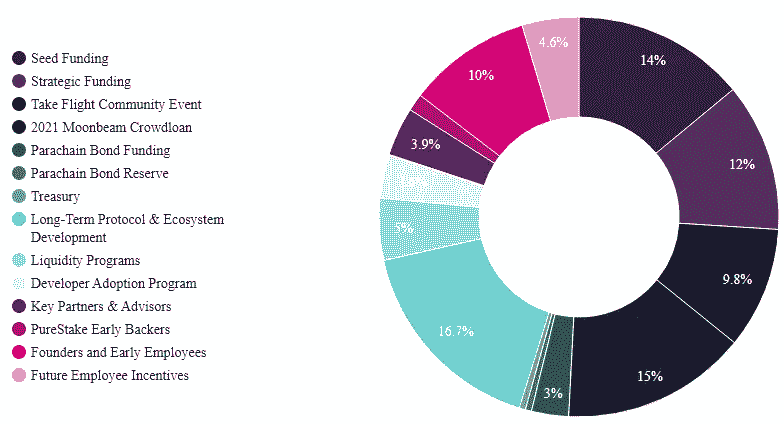 Seed Funding
Strategic Funding
Take Flight Community Event
2021 Moonbeam Crowdloan
Parachain Bond Funding
Parachain Bond Reserve
Treasury
Long-Term Protocol & Ecosystem
Development
Liquidity Programs
Developer Adoption Program
Key Partners & Advisors
PureStake Early Backers
Founders and Early Employees
Future Employee Incentives
14%
12%
9.8%
15%
3%
16.7%
5%
3.9%
10%
4.6%